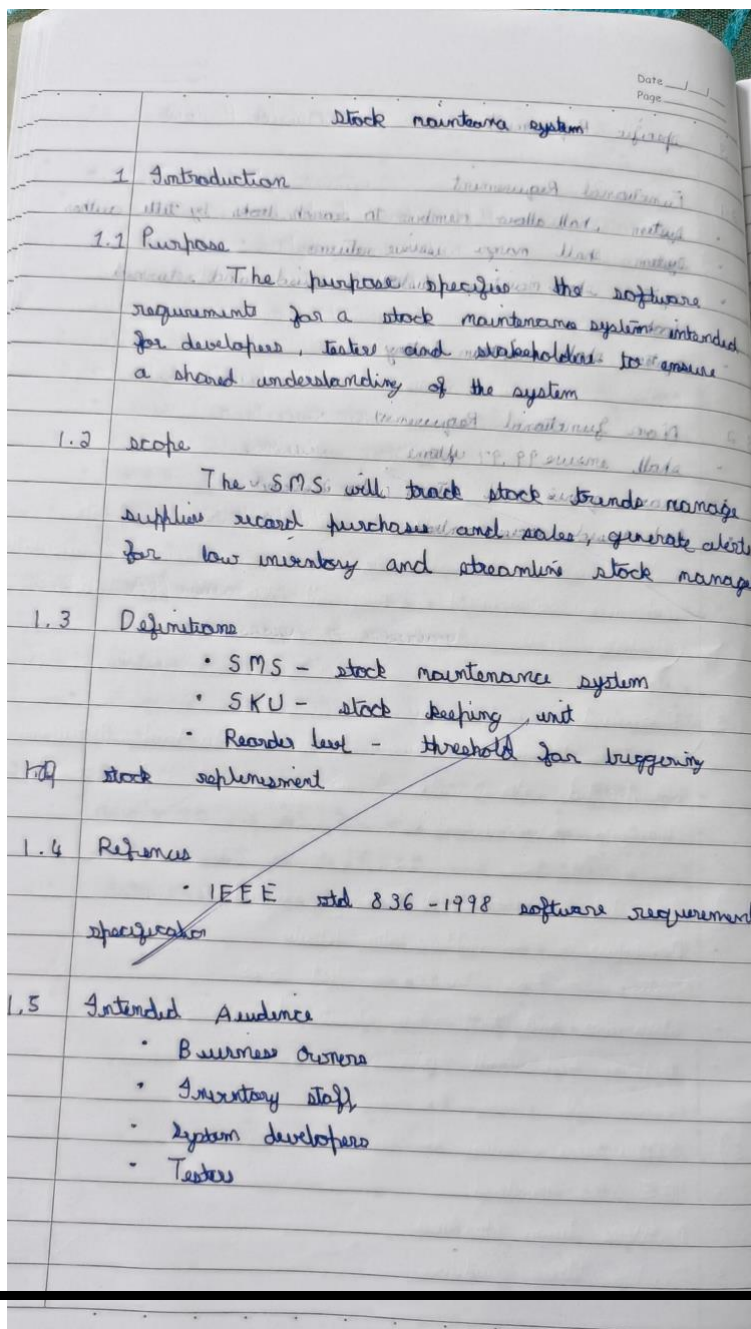 Date
Page
stock maintenana system
1 Introduction
1.1 Purpose
The purpose specifies the software
requirements for a stock maintenance system intended
for developers, testers and stakeholders to ensure
a shared understanding of the system
1.2 scope
The SMS will track stock trends manage
supplies record purchases and sales, generate alerts
for low inventory and streamline stock manage
1.3 Definitions
• SMS - stock maintenance system
• SKU - stock keeping unit
• Reorder level - threshold for triggering
stock replenisment
1.4 Refences
• IEEE std 836-1998 software requirement
specification
1.5 Intended Audence
• Business Owners
• Inventory staff
• System developers
• Testers